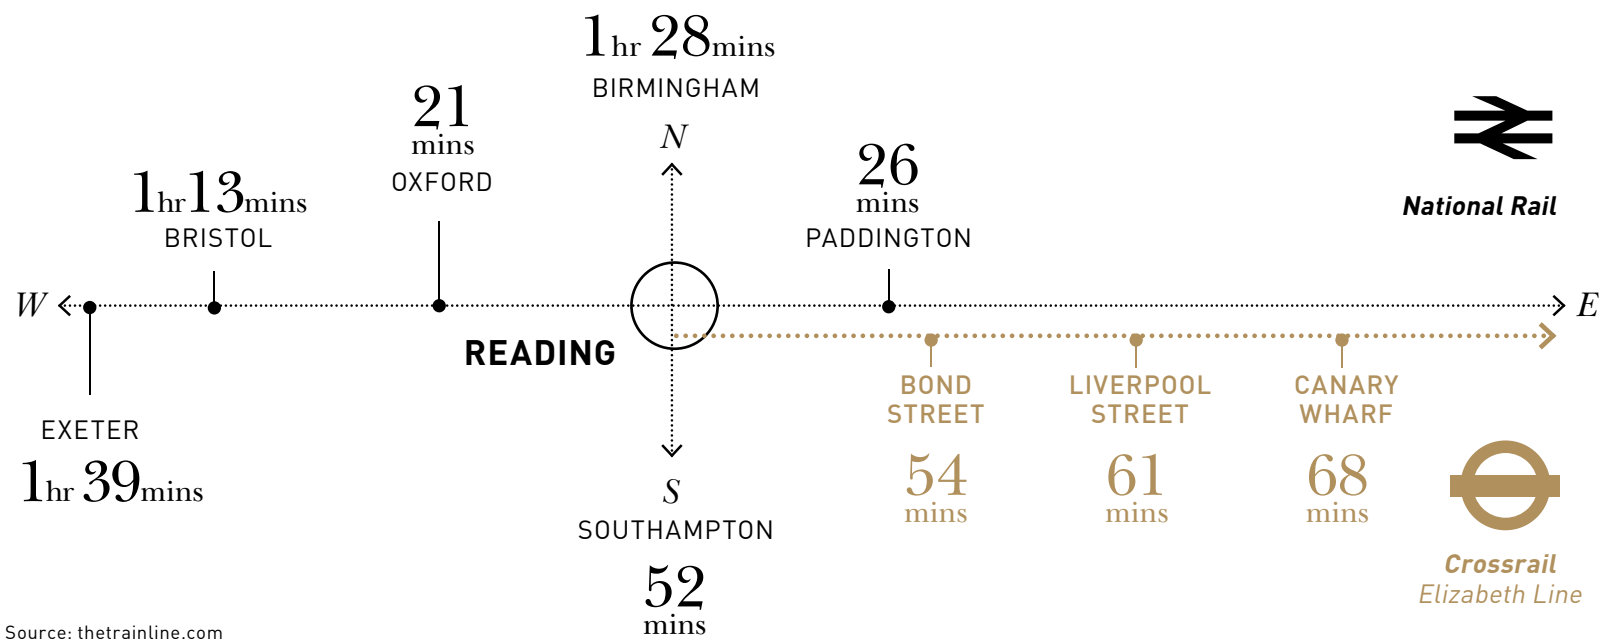 1hr 28mins
BIRMINGHAM
N
21
mins
OXFORD
1hr 13mins
BRISTOL
26
mins
PADDINGTON
National Rail
W
E
READING
EXETER
1hr 39mins
S
SOUTHAMPTON
52
mins
BOND
STREET
54
mins
LIVERPOOL
STREET
61
mins
CANARY
WHARF
68
mins
Crossrail
Elizabeth Line
Source: thetrainline.com